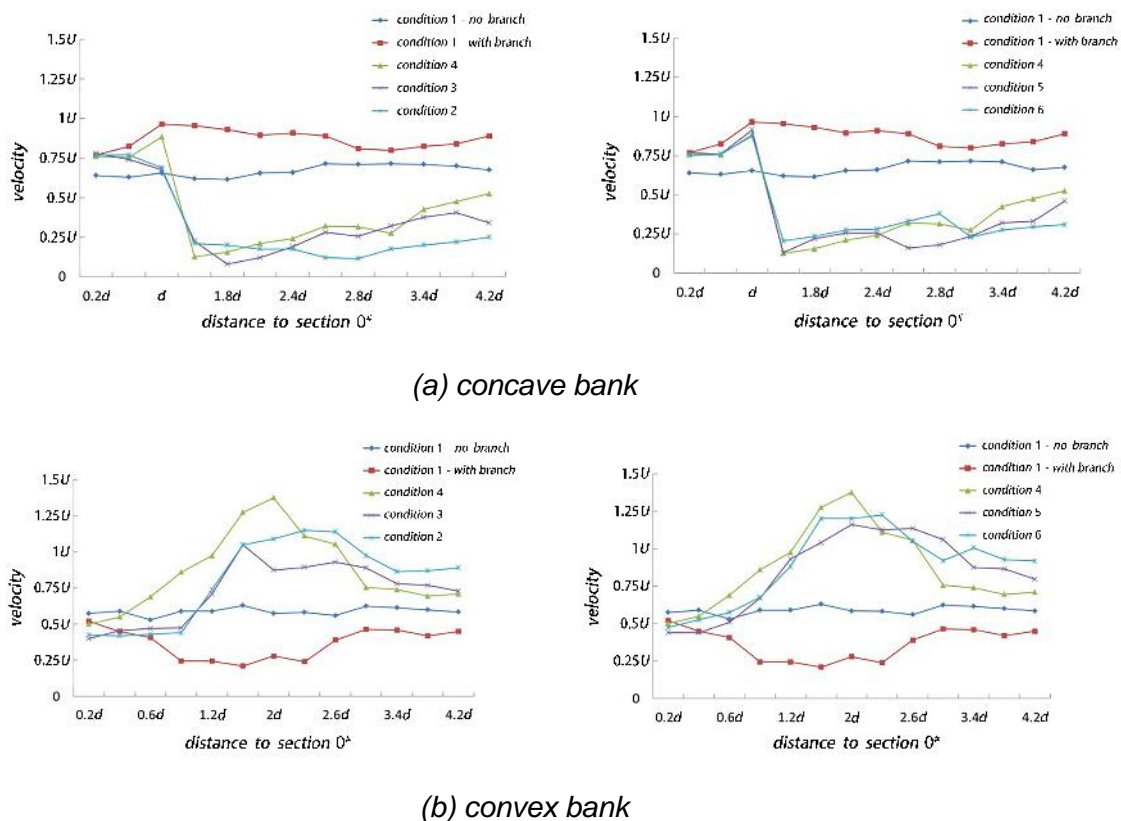 condition 1 - no branch
condition 1 - with branch
condition 4
condition 3
condition 2
1.5U
1.25U
1U
0.75U
0.5U
0.25U
0
velocity
0.2d d 1.8d 2.4d 2.8d 3.4d 4.2d
distance to section 0
condition 1 - no branch
condition 1 - with branch
condition 4
condition 5
condition 6
1.5U
1.25U
1U
0.75U
0.5U
0.25U
0
velocity
0.2d d 1.8d 2.4d 2.8d 3.4d 4.2d
distance to section 0
(a) concave bank
condition 1 - no branch
condition 1 - with branch
condition 4
condition 3
condition 2
1.5U
1.25U
1U
0.75U
0.5U
0.25U
0
velocity
0.2d 0.6d 1.2d 2d 2.6d 3.4d 4.2d
distance to section 0
condition 1 - no branch
condition 1 - with branch
condition 4
condition 5
condition 6
1.5U
1.25U
1U
0.75U
0.5U
0.25U
0
velocity
0.2d 0.6d 1.2d 2d 2.6d 3.4d 4.2d
distance to section 0
(b) convex bank